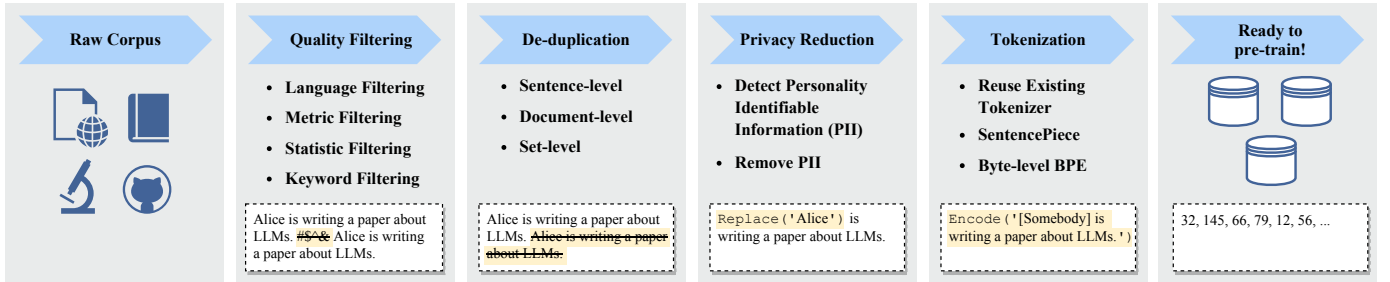 Raw Corpus
Quality Filtering
• Language Filtering
• Metric Filtering
• Statistic Filtering
• Keyword Filtering
Alice is writing a paper about
LLMs. #$^& Alice is writing
a paper about LLMs.
De-duplication
• Sentence-level
• Document-level
• Set-level
Alice is writing a paper about
LLMs. Alice is writing a paper
about LLMs.
Privacy Reduction
• Detect Personality
Identifiable
Information (PII)
• Remove PII
Replace('Alice') is
writing a paper about LLMs.
Tokenization
• Reuse Existing
Tokenizer
• SentencePiece
• Byte-level BPE
Encode('[Somebody] is
writing a paper about LLMs.')
Ready to
pre-train!
32, 145, 66, 79, 12, 56, ...